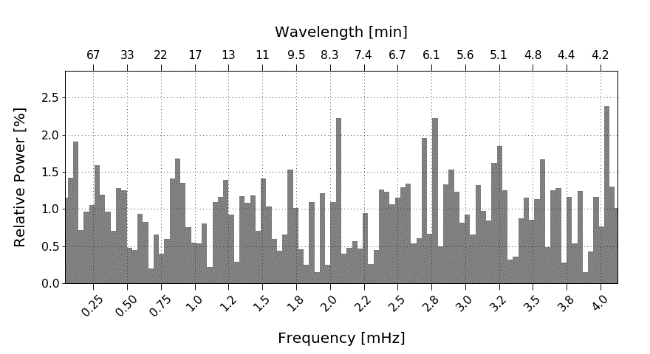 Wavelength [min]
67 33 22 17 13 11 9.5 8.3 7.4 6.7 6.1 5.6 5.1 4.8 4.4 4.2
Relative Power [%]
2.5
2.0
1.5
1.0
0.5
0.0
0.25 0.50 0.75 1.0 1.2 1.5 1.8 2.0 2.2 2.5 2.8 3.0 3.2 3.5 3.8 4.0
Frequency [mHz]